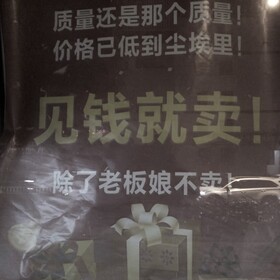 质量还是那个质量！
价格已低到尘埃里！
见钱就卖！
除了老板娘不卖！